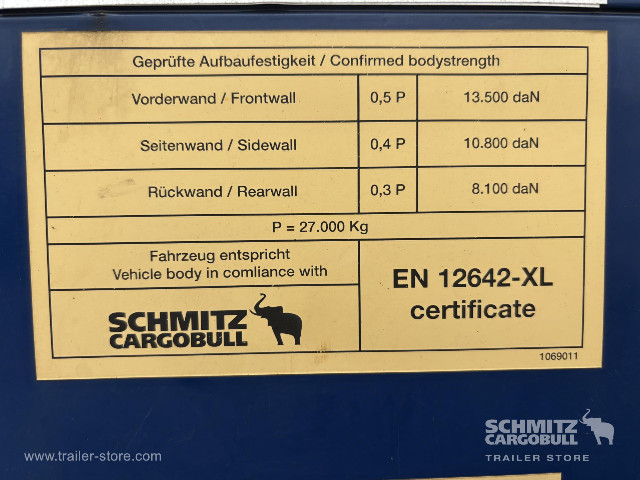 Geprüfte Aufbaufestigkeit / Confirmed bodystrength
Vorderwand / Frontwall 0,5 P 13.500 daN
Seitenwand / Sidewall 0,4 P 10.800 daN
Rückwand / Rearwall 0,3 P 8.100 daN
P = 27.000 Kg
Fahrzeug entspricht
Vehicle body in comliance with
SCHMITZ
CARGOBULL
EN 12642-XL
certificate
1069011
www.trailer-store.com
SCHMITZ
CARGOBULL
TRAILER STORE